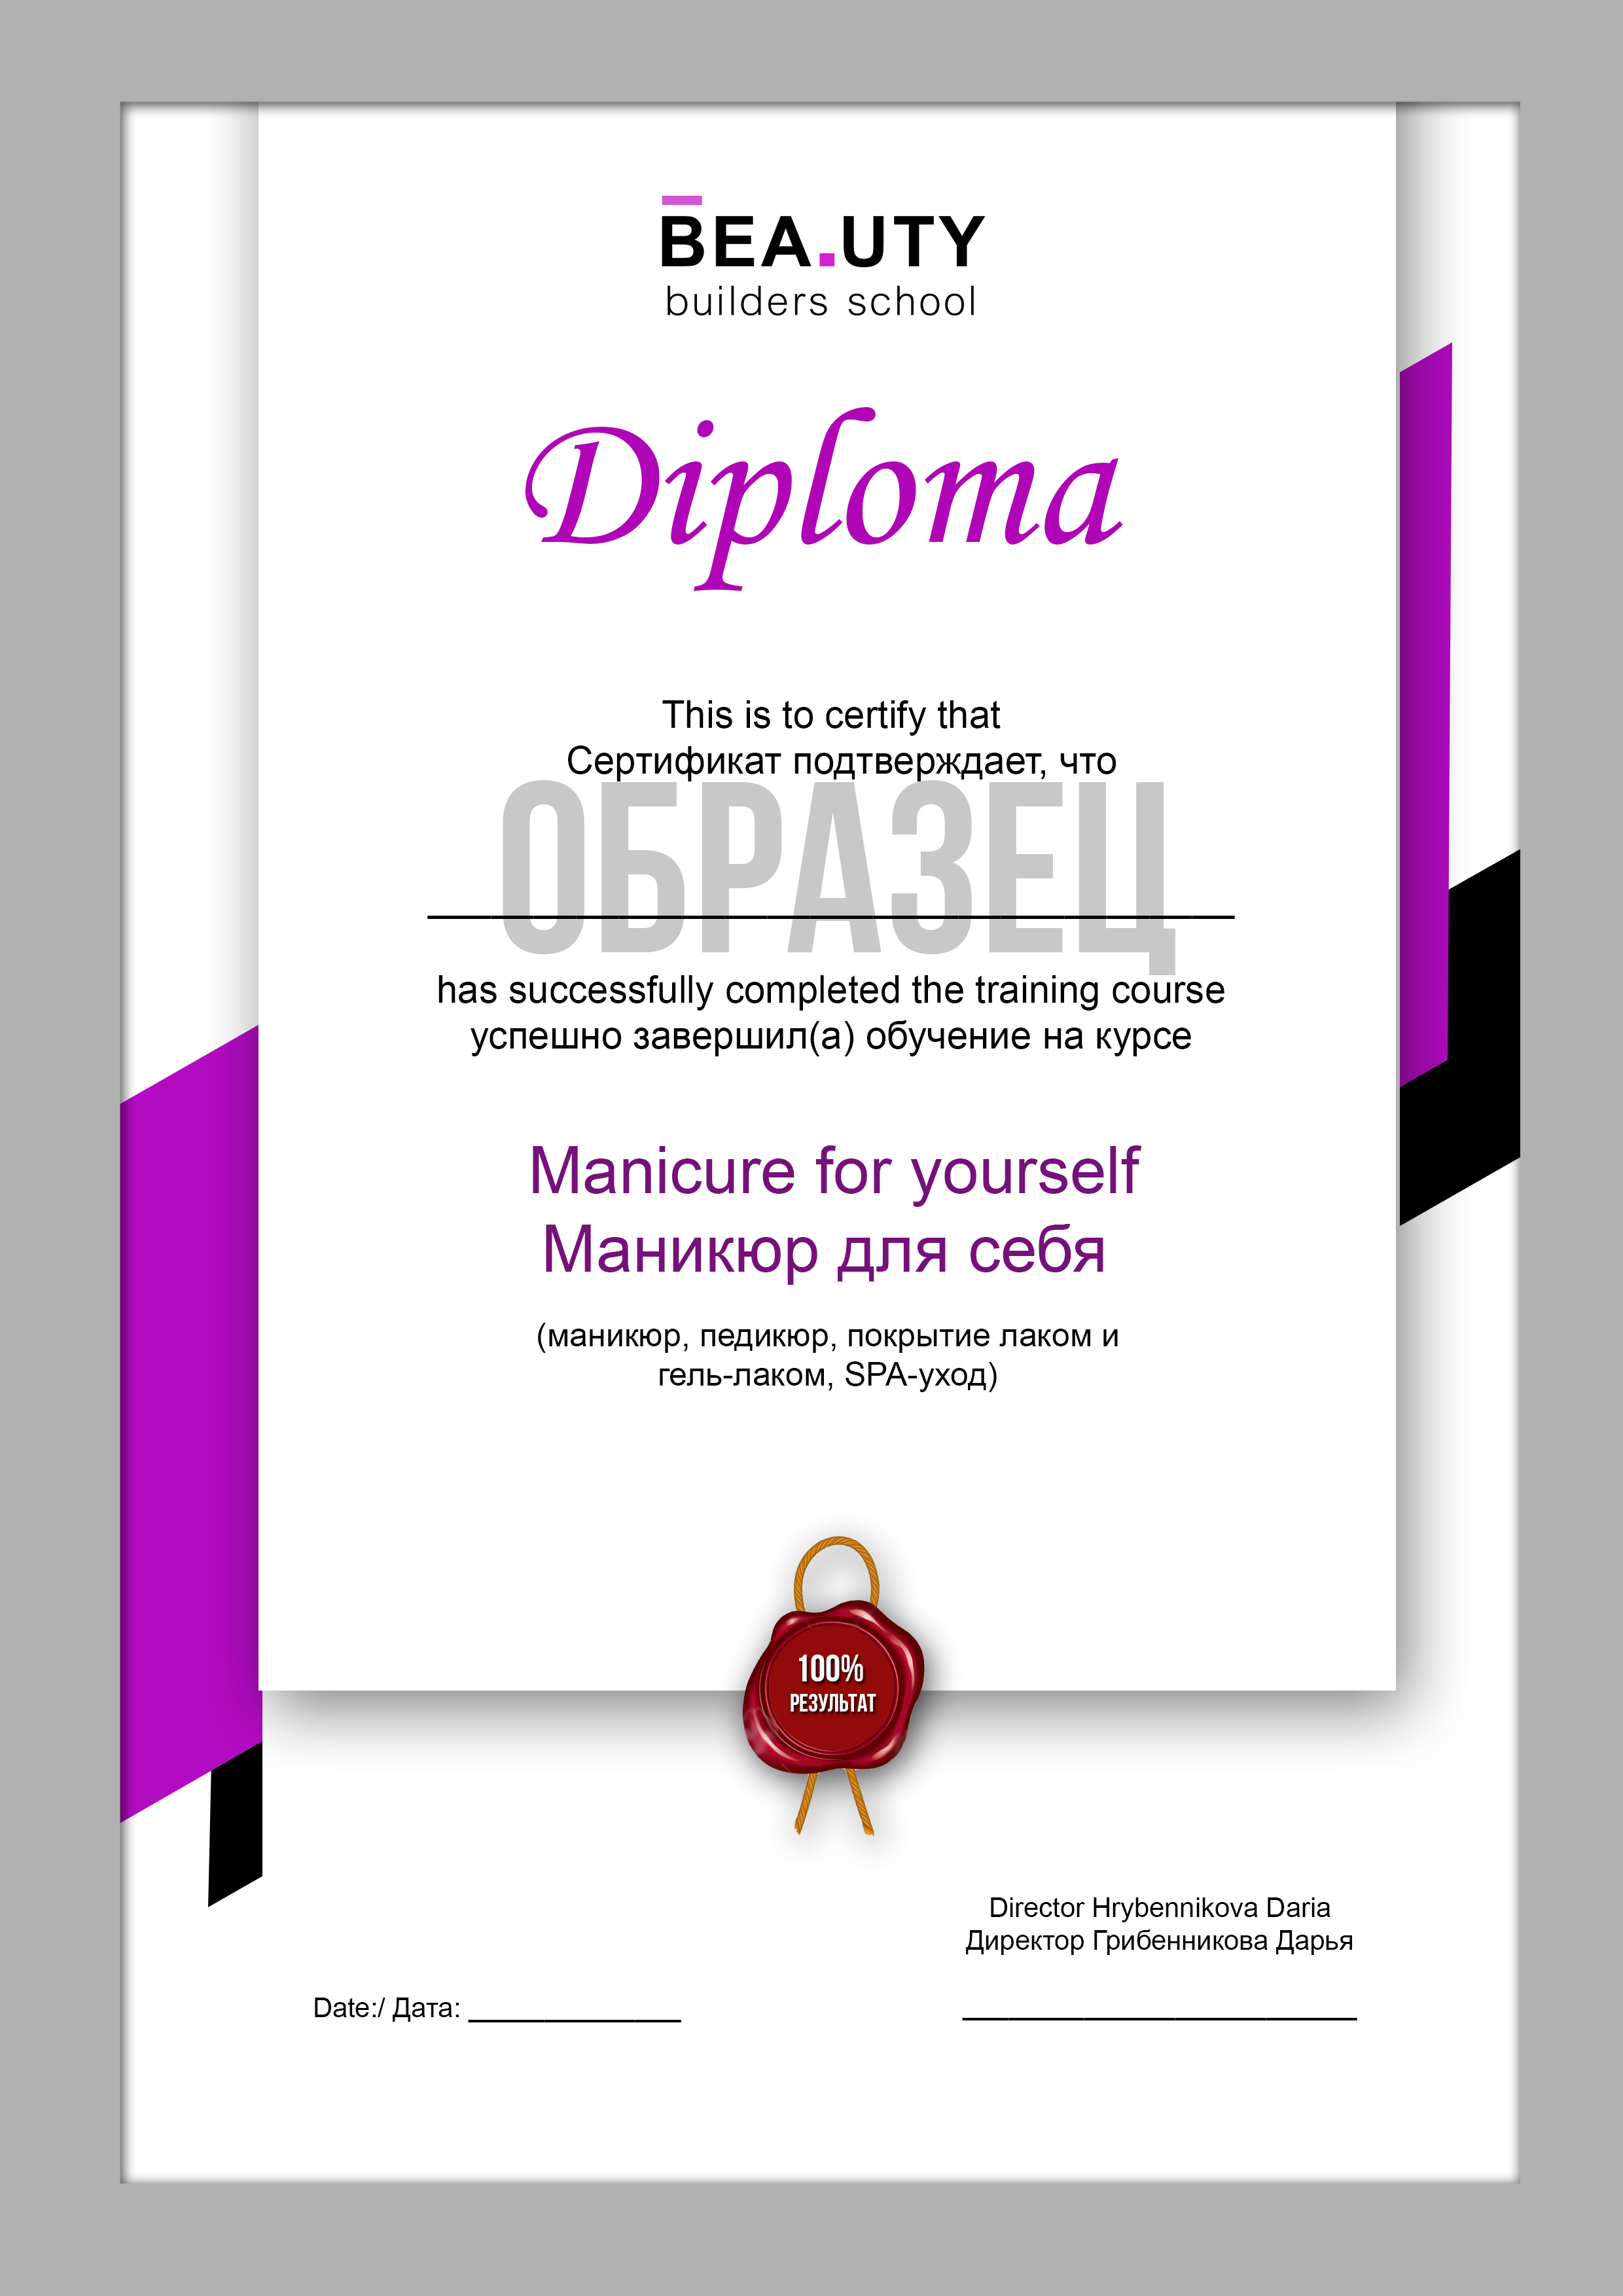 BEA.UTY
builders school
Diploma
This is to certify that
Сертификат подтверждает, что
ОБРАЗЕЦ
has successfully completed the training course
успешно завершил(а) обучение на курсе
Manicure for yourself
Маникюр для себя
(маникюр, педикюр, покрытие лаком и
гель-лаком, SPA-уход)
100%
РЕЗУЛЬТАТ
Director Hrybennikova Daria
Директор Грибенникова Дарья
Date:/ Дата: ______________